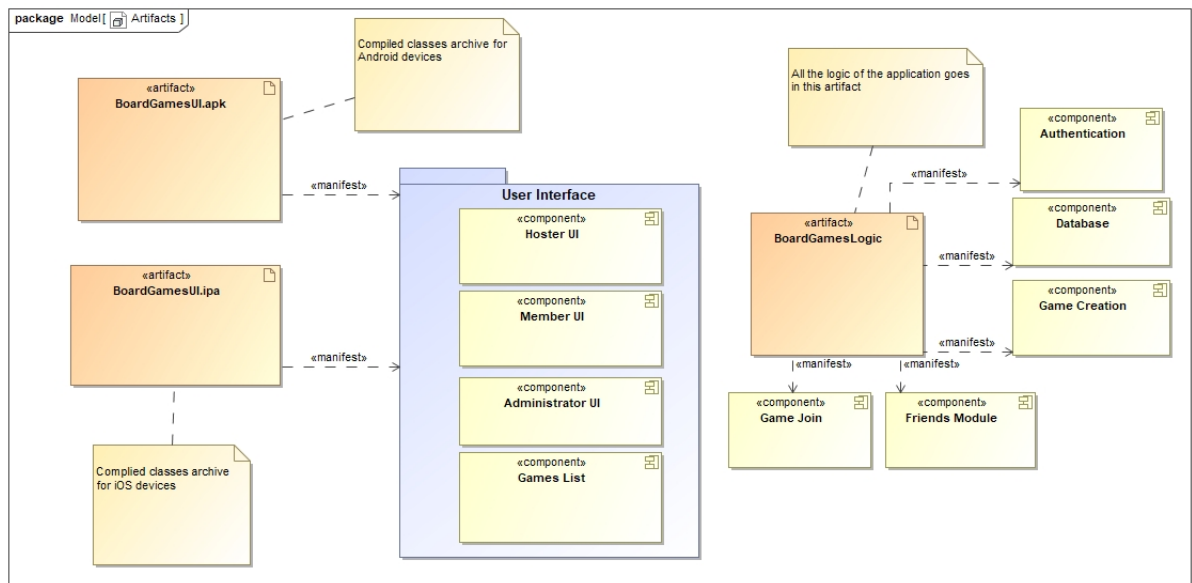 package Model[ Artifacts ]
Compiled classes archive for
Android devices
«artifact»
BoardGamesUI.apk
«manifest»
«artifact»
BoardGamesUI.ipa
«manifest»
Complied classes archive
for iOS devices
User Interface
«component»
Hoster UI
«component»
Member UI
«component»
Administrator UI
«component»
Games List
All the logic of the application goes
in this artifact
«artifact»
BoardGamesLogic
«manifest»
«component»
Authentication
«manifest»
«component»
Database
«manifest»
«component»
Game Creation
«manifest»
«component»
Game Join
«manifest»
«component»
Friends Module